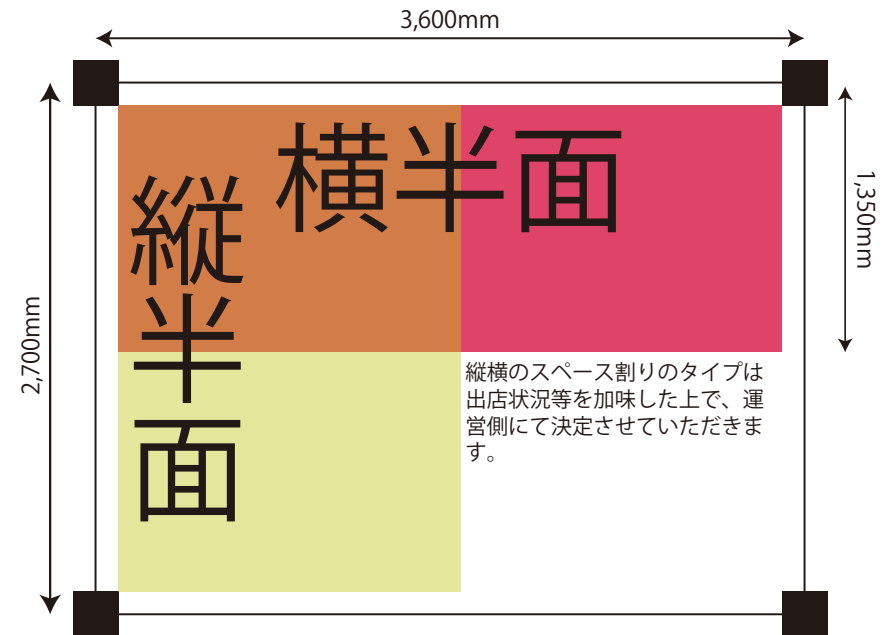 3,600mm
横半面
縦半面
1,350mm
2,700mm
縦横のスペース割りのタイプは
出店状況等を加味した上で、運
営側にて決定させていただきま
す。